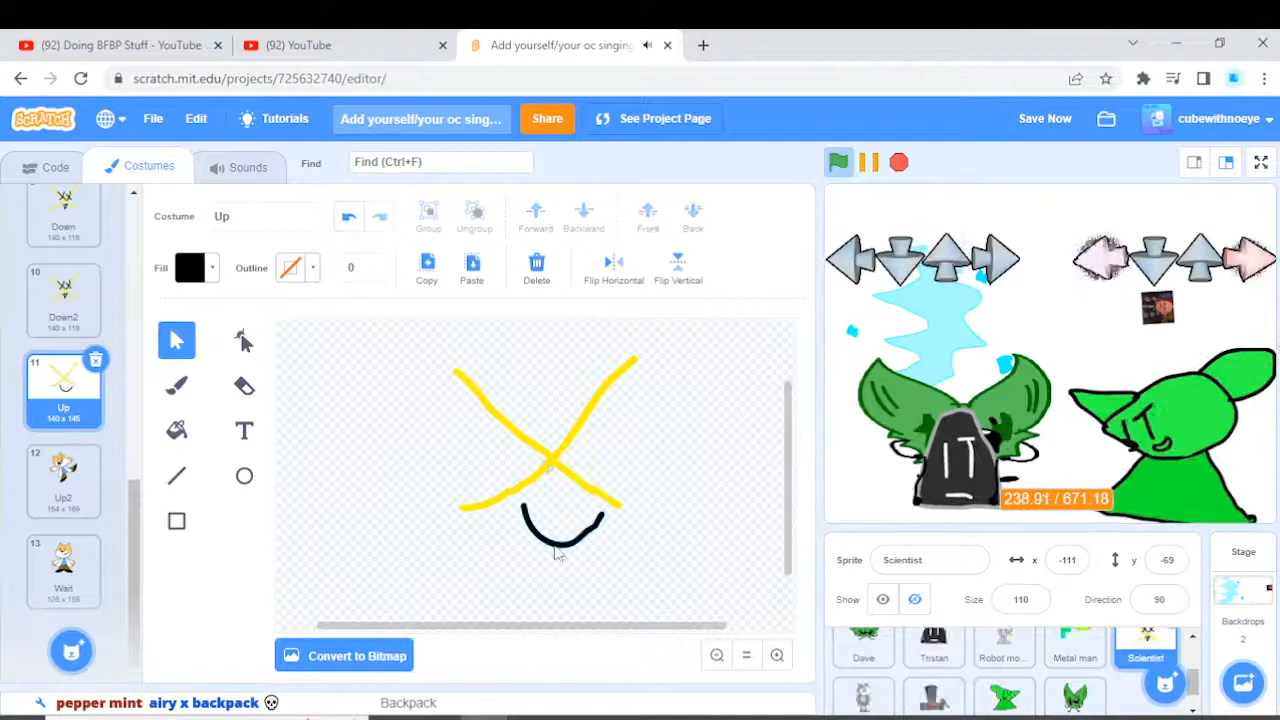 (92) Doing BFBP Stuff - YouTube
(92) YouTube
Add yourself/your oc singing
scratch.mit.edu/projects/725632740/editor/
SCRATCH
File
Edit
Tutorials
Add yourself/your oc sing...
Share
See Project Page
Save Now
cubewithnoeye
Code
Costumes
Sounds
Find
Find (Ctrl+F)
Costume
Up
Group
Ungroup
Forward
Backward
Front
Back
Fill
Outline
0
Copy
Paste
Delete
Flip Horizontal
Flip Vertical
Down
140 x 118
10
Down2
140 x 118
11
Up
140 x 145
12
Up2
154 x 169
13
Wait
126 x 158
T
Convert to Bitmap
IT
238.91 / 671.18
Sprite
Scientist
x
-111
y
-69
Show
Size
110
Direction
90
Stage
Backdrops
2
Dave
Tristan
Robot mo...
Metal man
Scientist
pepper mint airy x backpack
Backpack